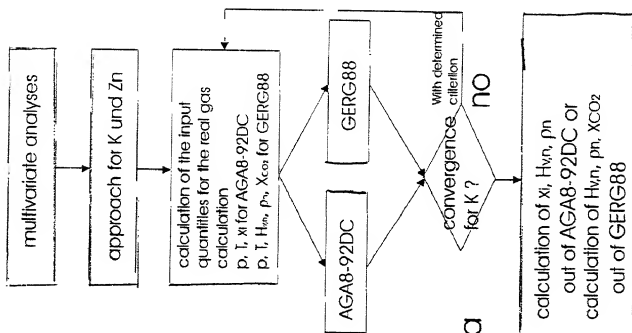 multivariate analyses
approach for K und Zn
calculation of the input
quantities for the real gas
calculation
p, T, xi for AGA8-92DC
p, T, Hvn, ρn, Xco2 for GERG88
AGA8-92DC
GERG88
convergence
for K ?
With determined
criterion
no
a
calculation of xi, Hv,n, ρn
out of AGA8-92DC or
calculation of Hv,n, ρn, xCO2
out of GERG88